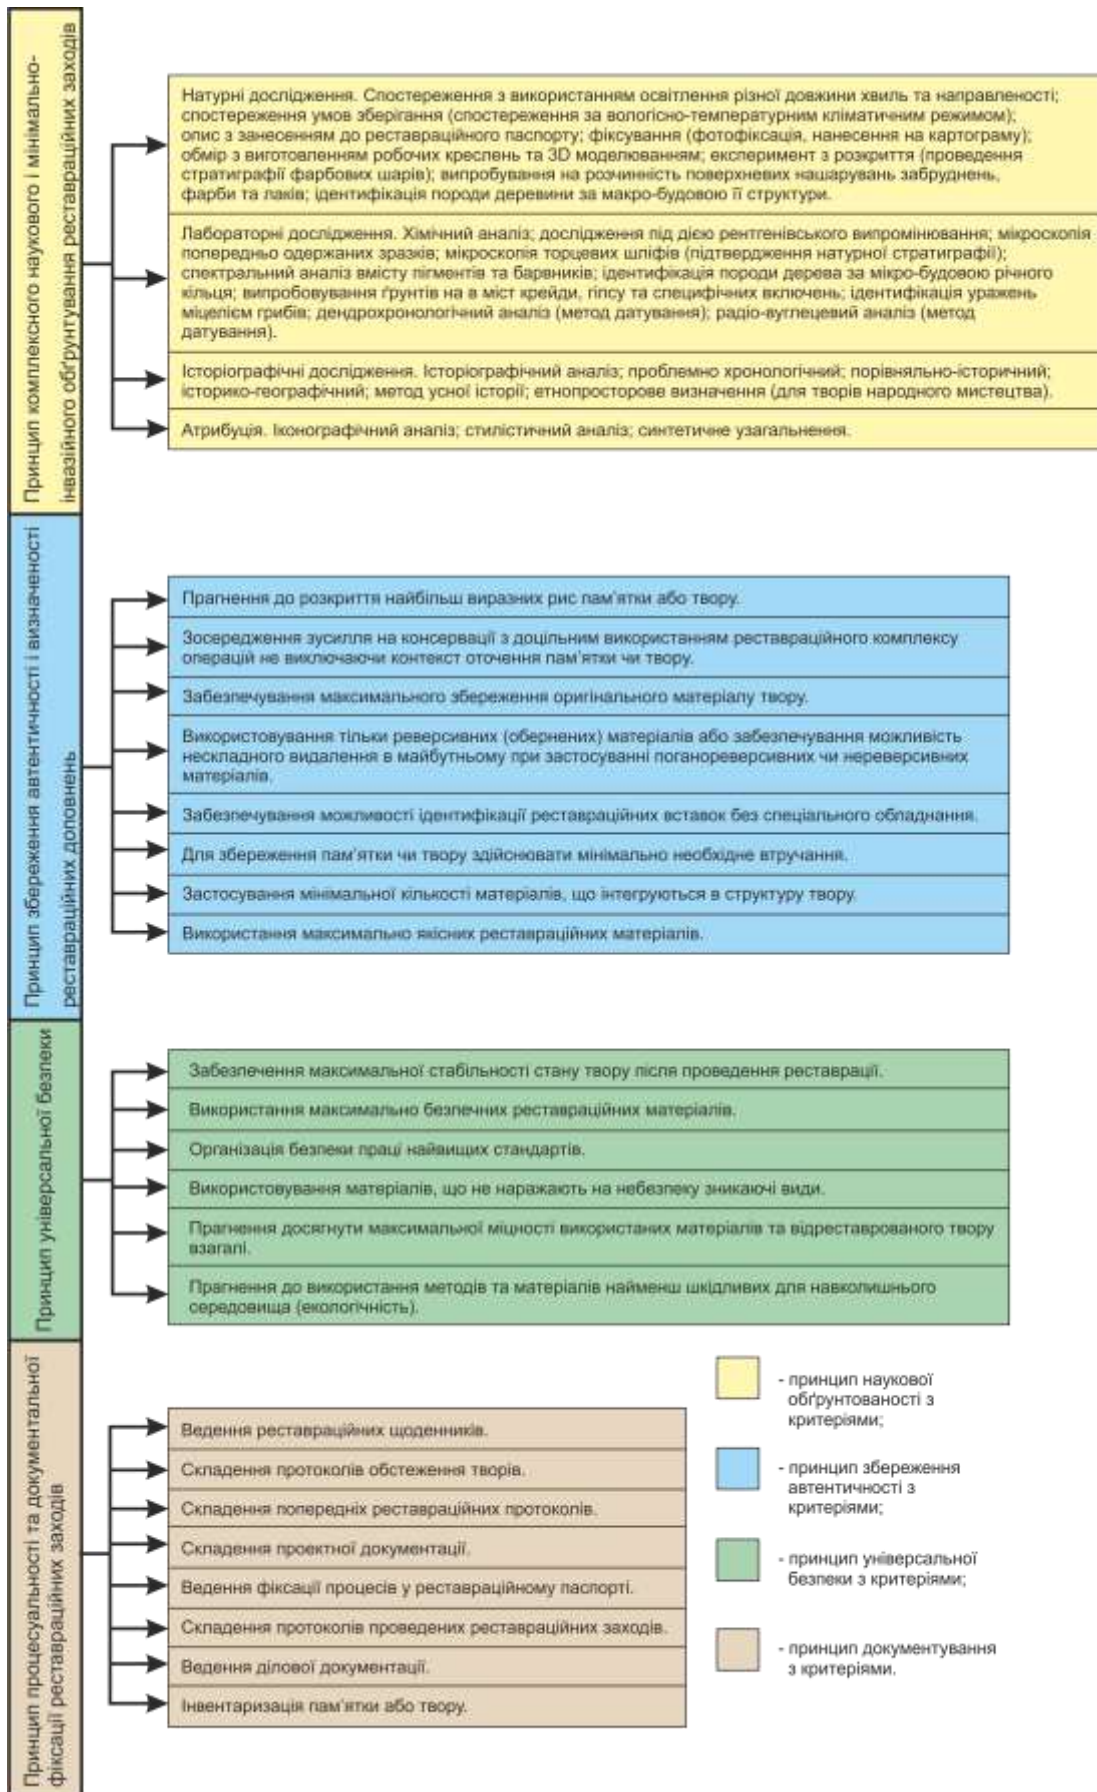 Принцип комплексного наукового і мінімально-
інвазійного обґрунтування реставраційних заходів
Натурні дослідження. Спостереження з використанням освітлення різної довжини хвиль та направленості;
спостереження умов зберігання (спостереження за вологісно-температурним кліматичним режимом);
опис з занесенням до реставраційного паспорту; фіксування (фотофіксація, нанесення на картограму);
обмір з виготовленням робочих креслень та 3D моделюванням; експеримент з розкриття (проведення
стратиграфії фарбових шарів); випробування на розчинність поверхневих нашарувань забруднень,
фарби та лаків; ідентифікація породи деревини за макро-будовою її структури.
Лабораторні дослідження. Хімічний аналіз; дослідження під дією рентгенівського випромінювання; мікроскопія
попередньо одержаних зразків; мікроскопія торцевих шліфів (підтвердження натурної стратиграфії);
спектральний аналіз вмісту пігментів та барвників; ідентифікація породи дерева за мікро-будовою річного
кільця; випробовування ґрунтів на в міст крейди, гіпсу та специфічних включень; ідентифікація уражень
міцелієм грибів; дендрохронологічний аналіз (метод датування); радіо-вуглецевий аналіз (метод
датування).
Історіографічні дослідження. Історіографічний аналіз; проблемно хронологічний; порівняльно-історичний;
історико-географічний; метод усної історії; етнопросторове визначення (для творів народного мистецтва).
Атрибуція. Іконографічний аналіз; стилістичний аналіз; синтетичне узагальнення.
Принцип збереження автентичності і визначеності
реставраційних доповнень
Прагнення до розкриття найбільш виразних рис пам'ятки або твору.
Зосередження зусилля на консервації з доцільним використанням реставраційного комплексу
операцій не виключаючи контекст оточення пам'ятки чи твору.
Забезпечування максимального збереження оригінального матеріалу твору.
Використовування тільки реверсивних (обернених) матеріалів або забезпечування можливість
нескладного видалення в майбутньому при застосуванні поганореверсивних чи нереверсивних
матеріалів.
Забезпечування можливості ідентифікації реставраційних вставок без спеціального обладнання.
Для збереження пам'ятки чи твору здійснювати мінімально необхідне втручання.
Застосування мінімальної кількості матеріалів, що інтегруються в структуру твору.
Використання максимально якісних реставраційних матеріалів.
Принцип універсальної безпеки
Забезпечення максимальної стабільності стану твору після проведення реставрації.
Використання максимально безпечних реставраційних матеріалів.
Організація безпеки праці найвищих стандартів.
Використовування матеріалів, що не наражають на небезпеку зникаючі види.
Прагнення досягнути максимальної міцності використаних матеріалів та відреставрованого твору
взагалі.
Прагнення до використання методів та матеріалів найменш шкідливих для навколишнього
середовища (екологічність).
Принцип процесуальності та документальної
фіксації реставраційних заходів
Ведення реставраційних щоденників.
Складення протоколів обстеження творів.
Складення попередніх реставраційних протоколів.
Складення проектної документації.
Ведення фіксації процесів у реставраційному паспорті.
Складення протоколів проведених реставраційних заходів.
Ведення ділової документації.
Інвентаризація пам'ятки або твору.
- принцип наукової
обґрунтованості з
критеріями;
- принцип збереження
автентичності з
критеріями;
- принцип універсальної
безпеки з критеріями;
- принцип документування
з критеріями.